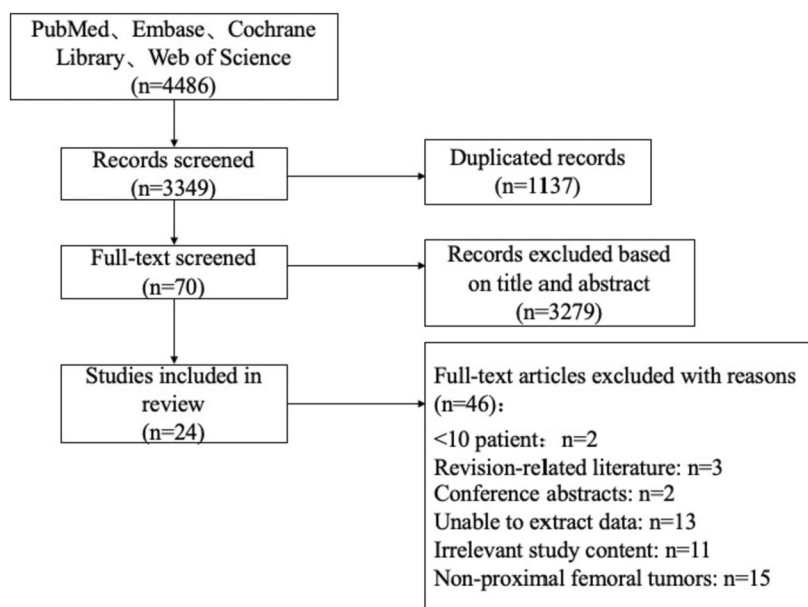 PubMed、Embase、Cochrane
Library、Web of Science
(n=4486)
Records screened
(n=3349)
Duplicated records
(n=1137)
Full-text screened
(n=70)
Records excluded based
on title and abstract
(n=3279)
Studies included in
review
(n=24)
Full-text articles excluded with reasons
(n=46)：
<10 patient：n=2
Revision-related literature: n=3
Conference abstracts: n=2
Unable to extract data: n=13
Irrelevant study content: n=11
Non-proximal femoral tumors: n=15